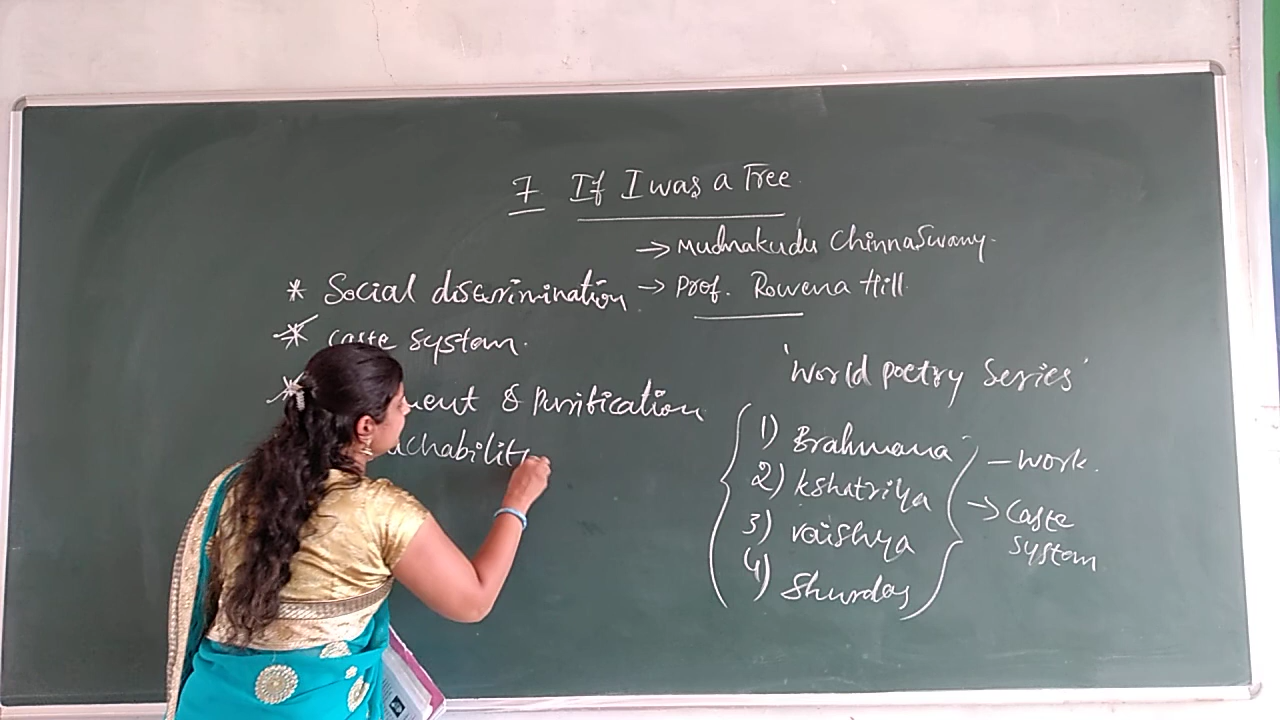 7 If I was a Tree.
→ Mudnakudu ChinnaSwamy.
* Social discrimination → Prof. Rowena Hill
* caste system.
* & Purification
'World Poetry Series'
1) Brahmana — work.
2) Kshatriya
3) vaishya → Caste system
4) Shurdas